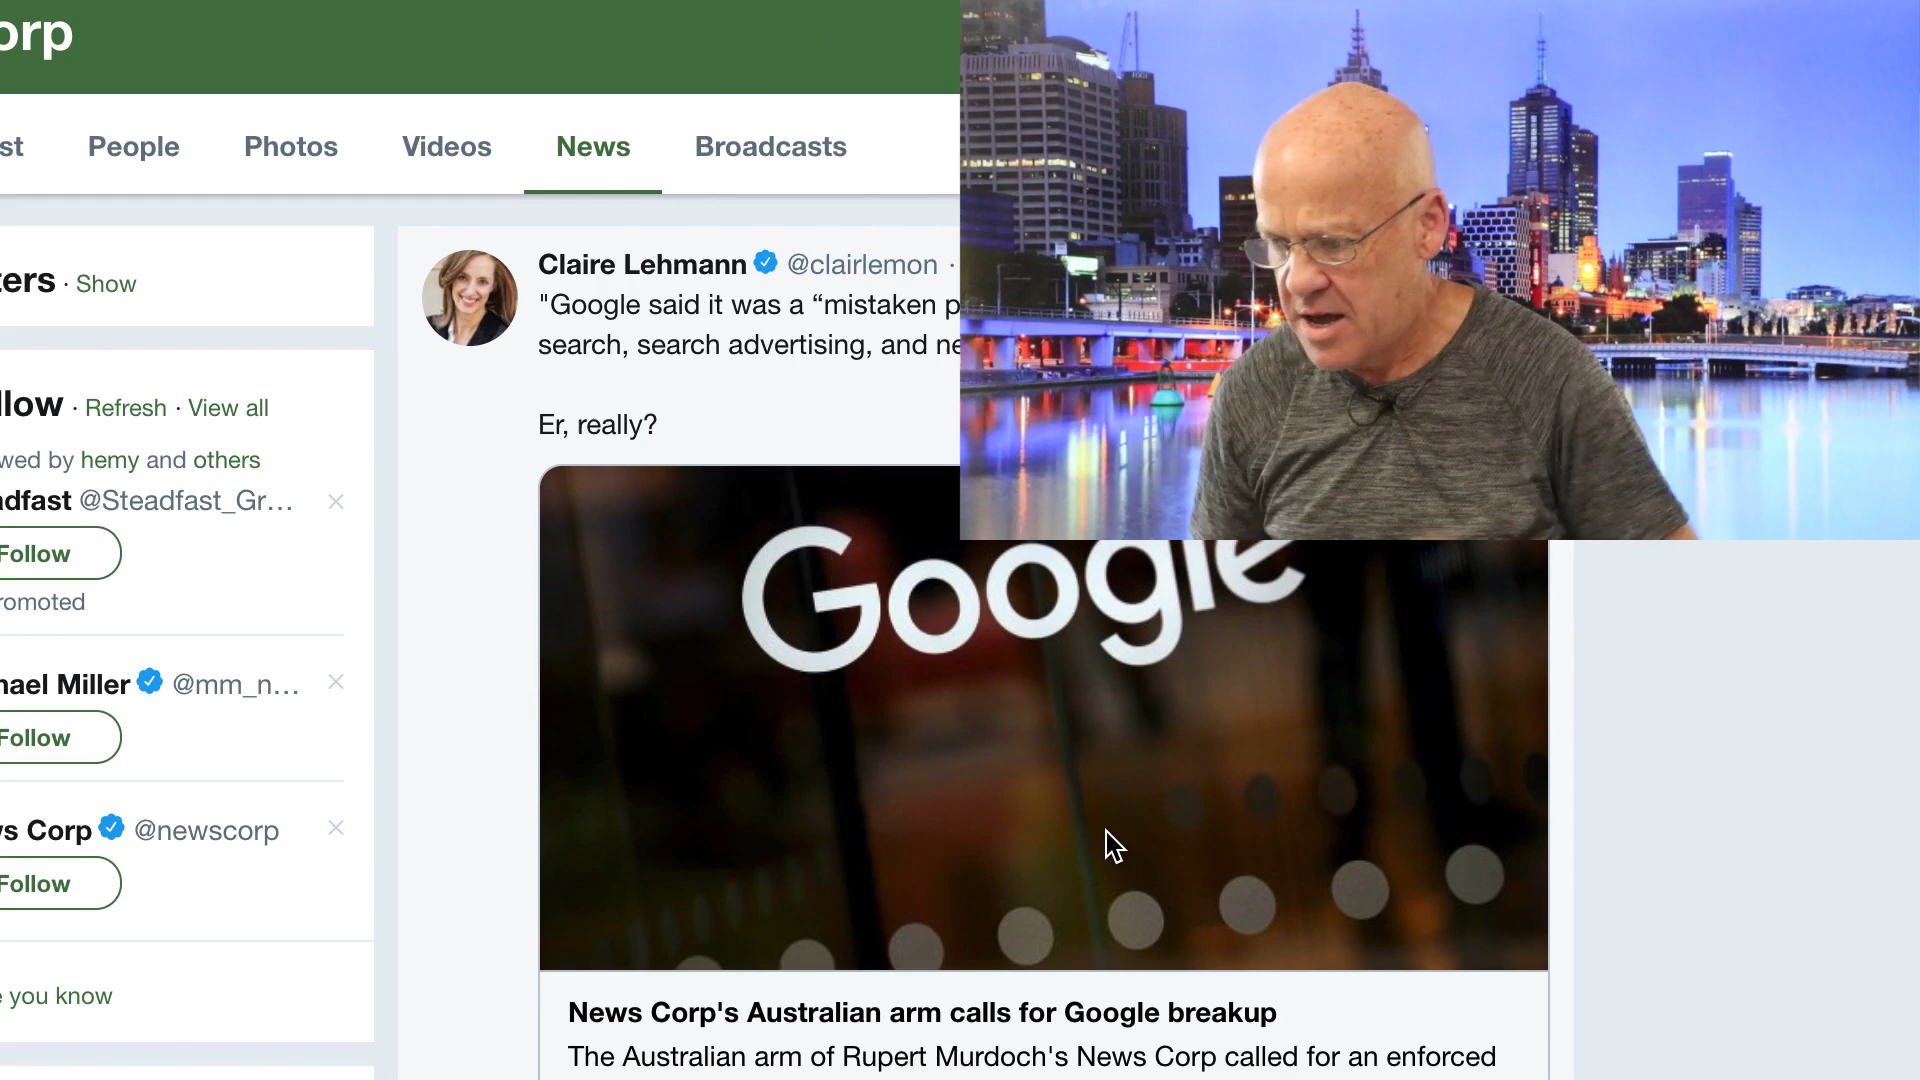 orp
st People Photos Videos News Broadcasts
ers · Show
llow · Refresh · View all
wed by hemy and others
adfast @Steadfast_Gr...
Follow
romoted
hael Miller @mm_n...
Follow
vs Corp @newscorp
Follow
e you know
Claire Lehmann @clairlemon ·
"Google said it was a “mistaken p
search, search advertising, and ne
Er, really?
Google
News Corp's Australian arm calls for Google breakup
The Australian arm of Rupert Murdoch's News Corp called for an enforced